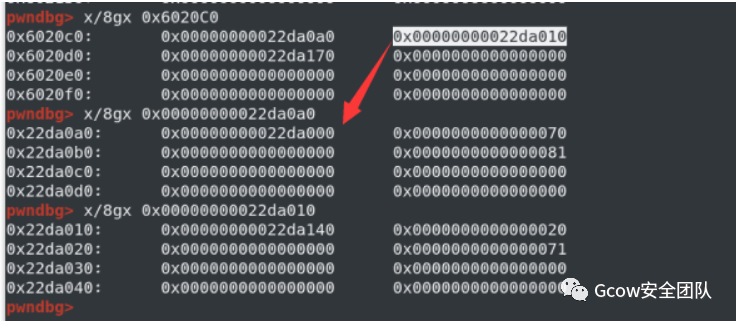 pwndbg> x/8gx 0x6020C0
0x6020c0: 0x00000000022da0a0 0x00000000022da010
0x6020d0: 0x00000000022da170 0x0000000000000000
0x6020e0: 0x0000000000000000 0x0000000000000000
0x6020f0: 0x0000000000000000 0x0000000000000000
pwndbg> x/8gx 0x00000000022da0a0
0x22da0a0: 0x00000000022da000 0x0000000000000070
0x22da0b0: 0x0000000000000000 0x0000000000000081
0x22da0c0: 0x0000000000000000 0x0000000000000000
0x22da0d0: 0x0000000000000000 0x0000000000000000
pwndbg> x/8gx 0x00000000022da010
0x22da010: 0x00000000022da140 0x0000000000000020
0x22da020: 0x0000000000000000 0x0000000000000071
0x22da030: 0x0000000000000000 0x0000000000000000
0x22da040: 0x0000000000000000
pwndbg>
Gcow安全团队